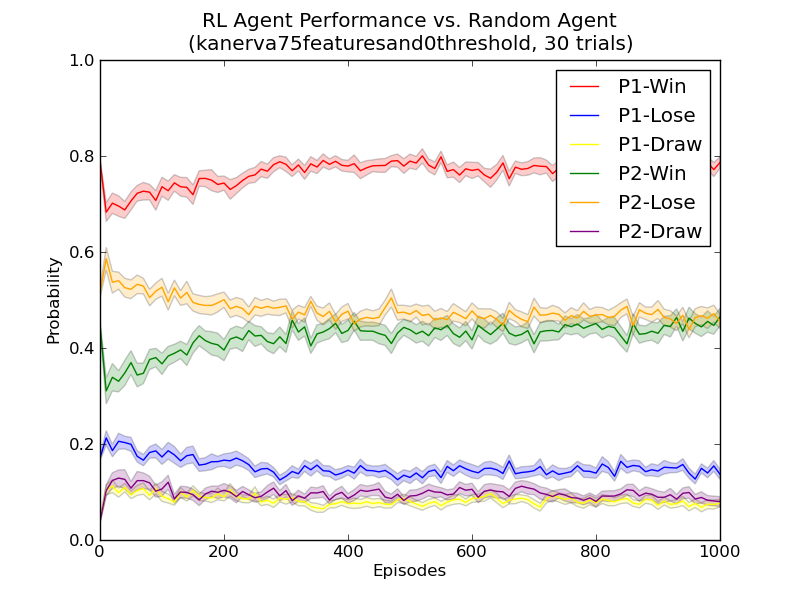 RL Agent Performance vs. Random Agent
(kanerva75featuresand0threshold, 30 trials)
1.0
0.8
0.6
0.4
0.2
0.0
Probability
P1-Win
P1-Lose
P1-Draw
P2-Win
P2-Lose
P2-Draw
0 200 400 600 800 1000
Episodes